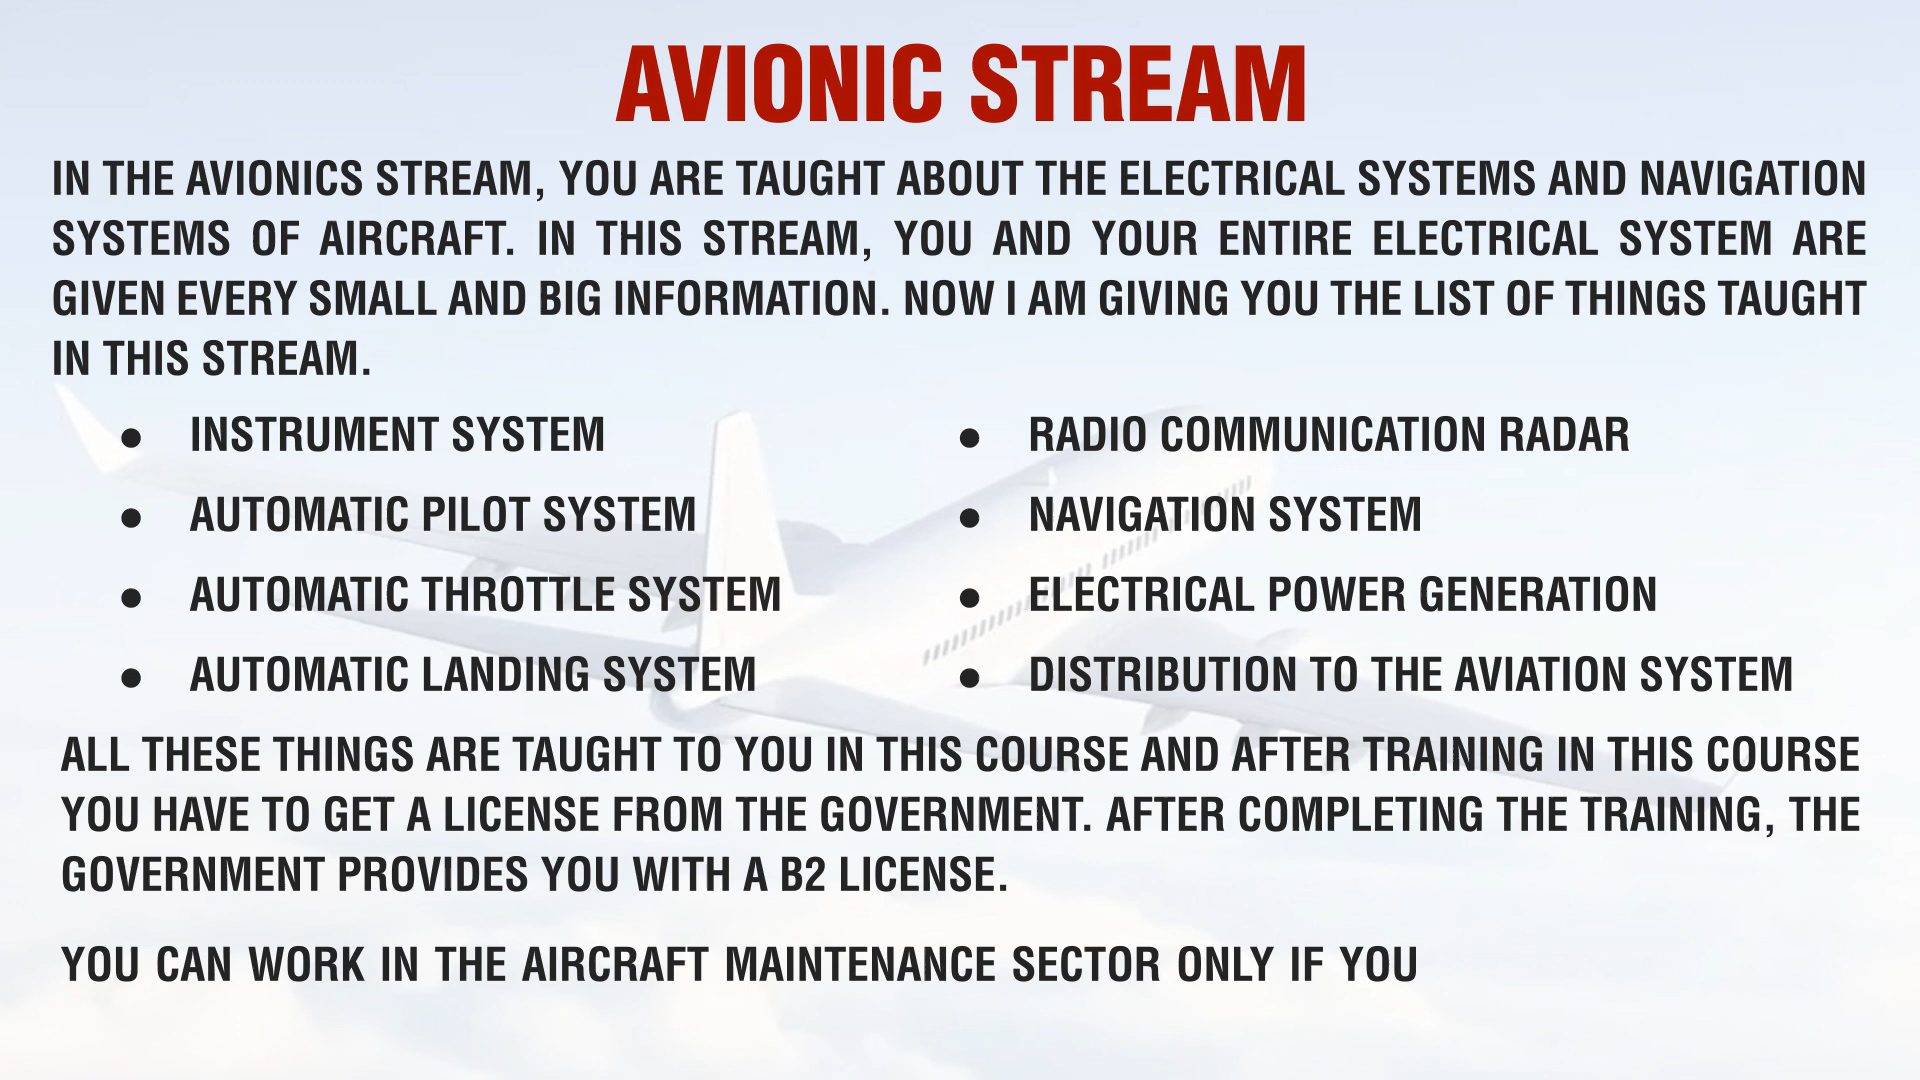 AVIONIC STREAM
IN THE AVIONICS STREAM, YOU ARE TAUGHT ABOUT THE ELECTRICAL SYSTEMS AND NAVIGATION
SYSTEMS OF AIRCRAFT. IN THIS STREAM, YOU AND YOUR ENTIRE ELECTRICAL SYSTEM ARE
GIVEN EVERY SMALL AND BIG INFORMATION. NOW I AM GIVING YOU THE LIST OF THINGS TAUGHT
IN THIS STREAM.
● INSTRUMENT SYSTEM
● AUTOMATIC PILOT SYSTEM
● AUTOMATIC THROTTLE SYSTEM
● AUTOMATIC LANDING SYSTEM
● RADIO COMMUNICATION RADAR
● NAVIGATION SYSTEM
● ELECTRICAL POWER GENERATION
● DISTRIBUTION TO THE AVIATION SYSTEM
ALL THESE THINGS ARE TAUGHT TO YOU IN THIS COURSE AND AFTER TRAINING IN THIS COURSE
YOU HAVE TO GET A LICENSE FROM THE GOVERNMENT. AFTER COMPLETING THE TRAINING, THE
GOVERNMENT PROVIDES YOU WITH A B2 LICENSE.
YOU CAN WORK IN THE AIRCRAFT MAINTENANCE SECTOR ONLY IF YOU